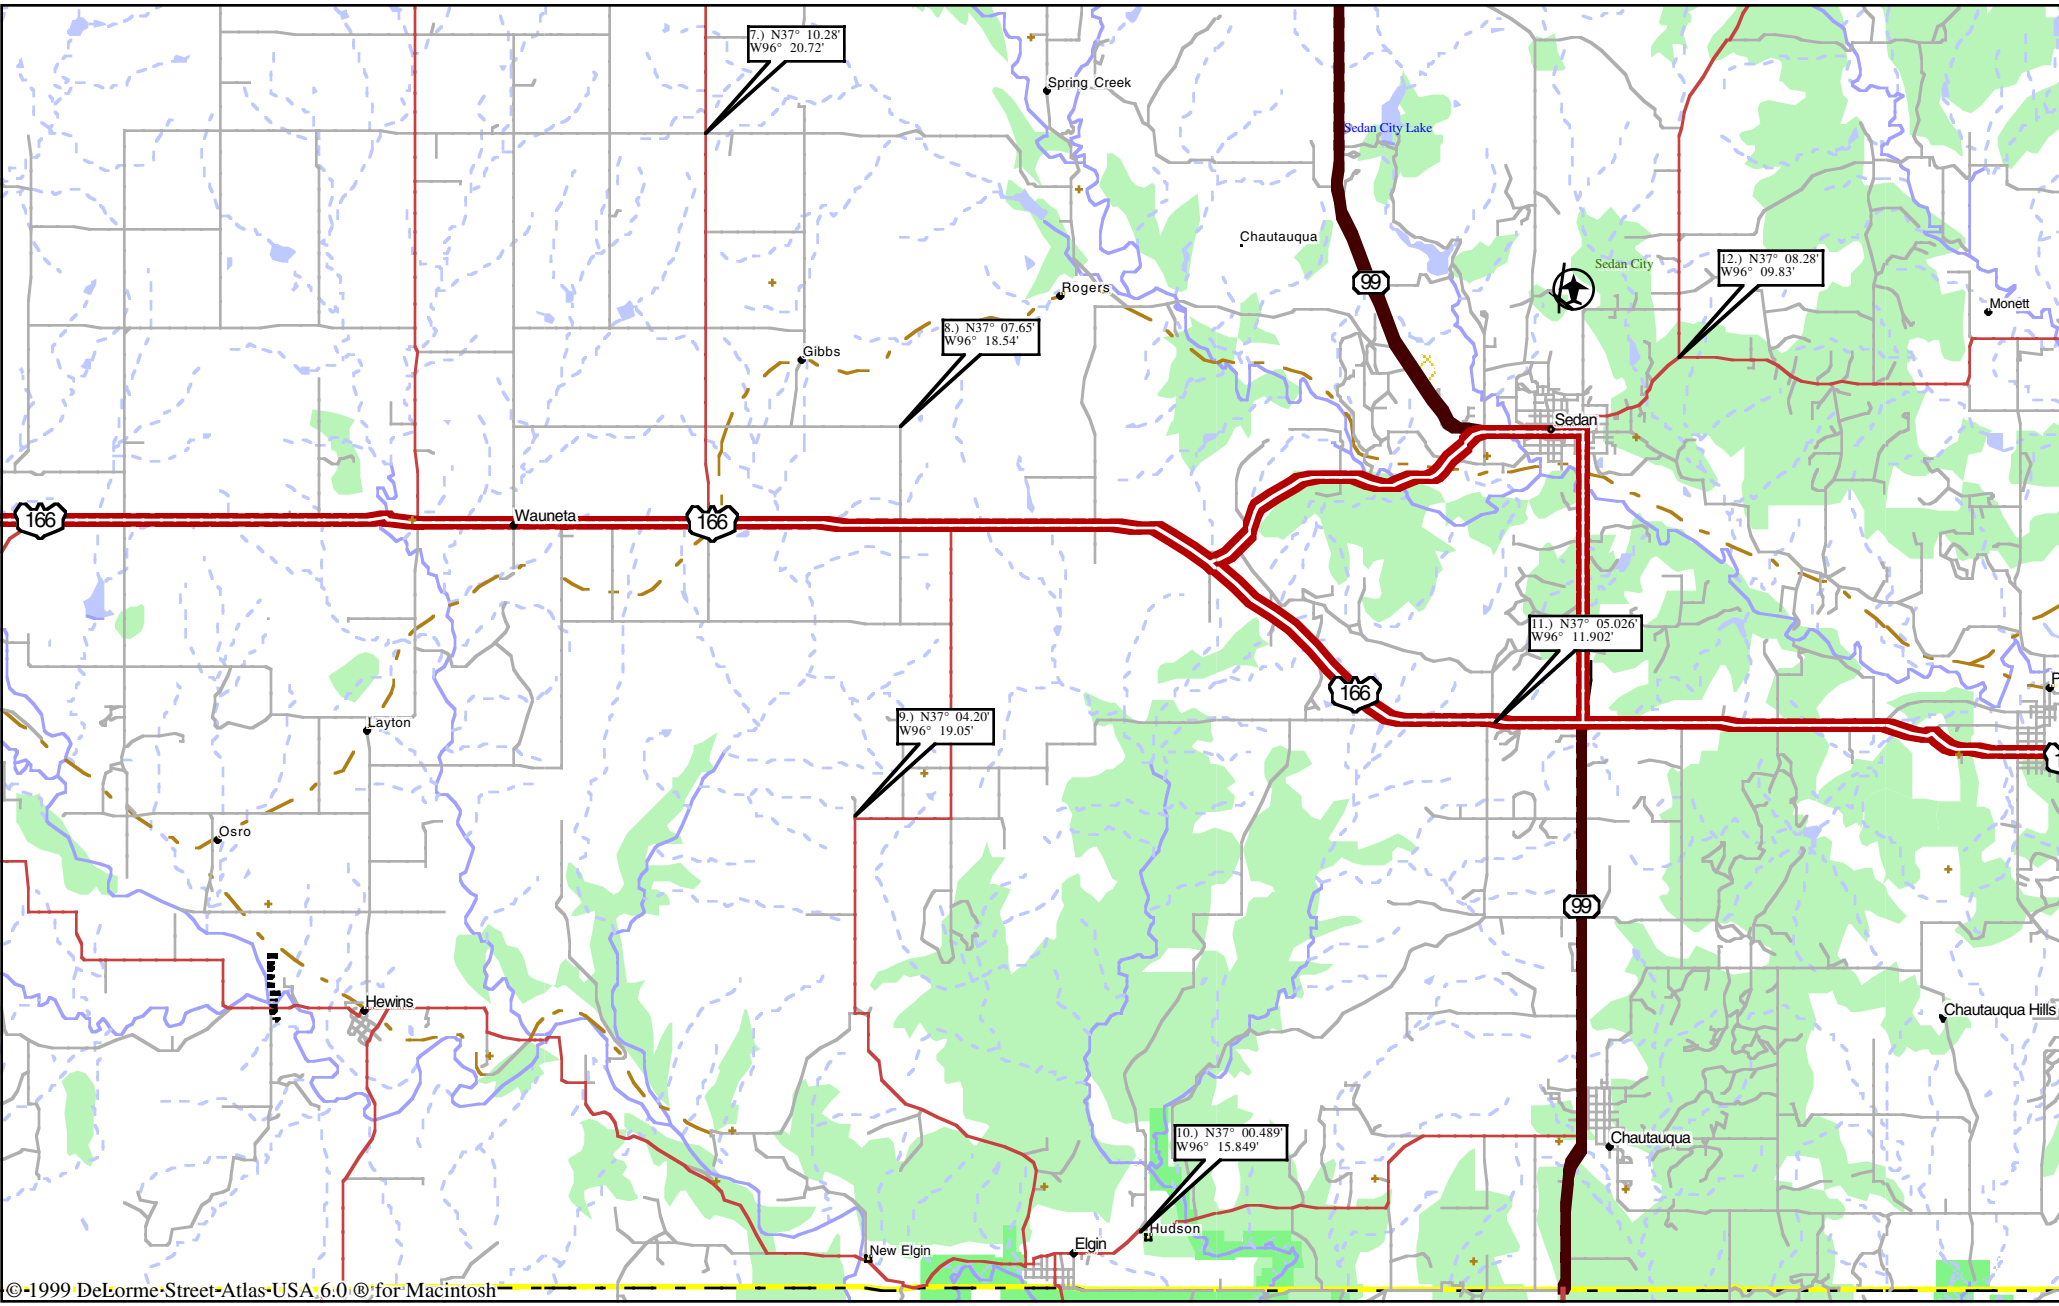 7.) N37° 10.28'
W96° 20.72'
Spring Creek
Sedan City Lake
Chautauqua
99
Sedan City
12.) N37° 08.28'
W96° 09.83'
Rogers
Monett
8.) N37° 07.65'
W96° 18.54'
Gibbs
Sedan
166
Wauneta
166
11.) N37° 05.026'
W96° 11.902'
166
P
9.) N37° 04.20'
W96° 19.05'
Layton
1
Osro
99
Hewins
Chautauqua Hills
10.) N37° 00.489'
W96° 15.849'
Chautauqua
Hudson
Elgin
New Elgin
© 1999 DeLorme Street Atlas USA 6.0 ® for Macintosh